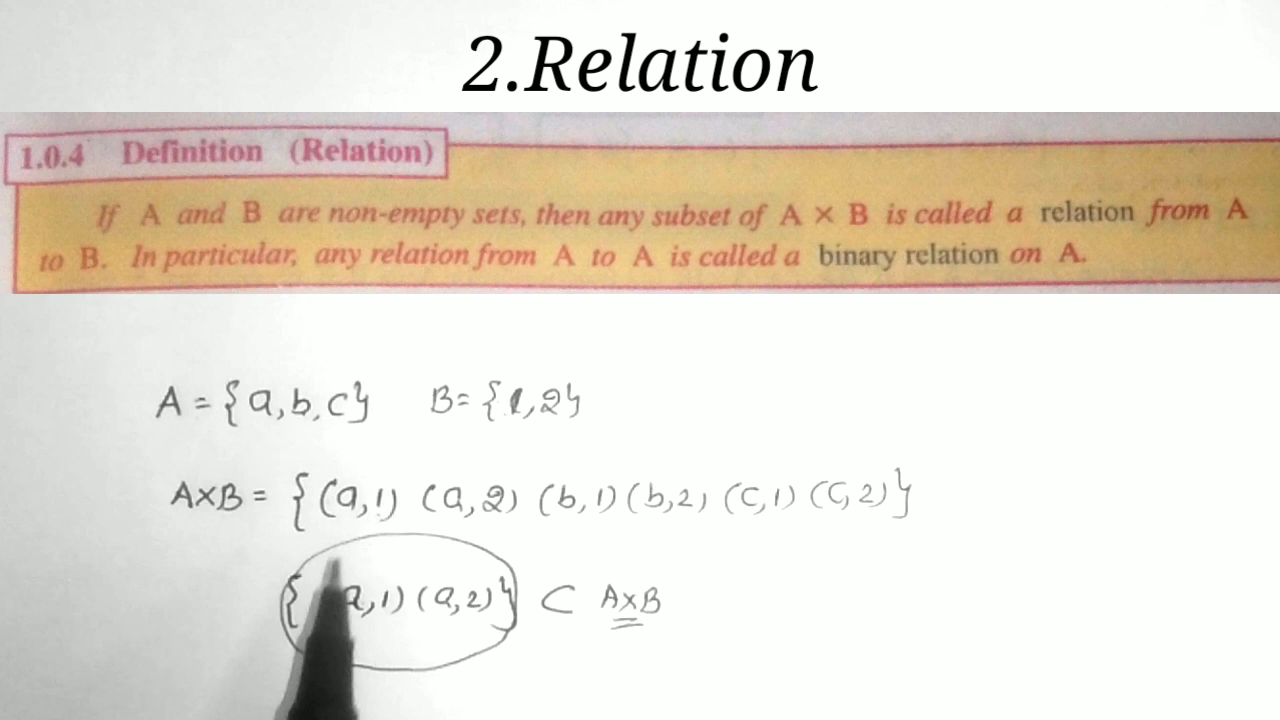 2.Relation
1.0.4 Definition (Relation)
If A and B are non-empty sets, then any subset of A × B is called a relation from A
to B. In particular, any relation from A to A is called a binary relation on A.
A = {a,b,c} B = {1,2}
A×B = { (a,1) (a,2) (b,1) (b,2) (c,1) (c,2) }
{ a,1) (a,2) } ⊂ A×B